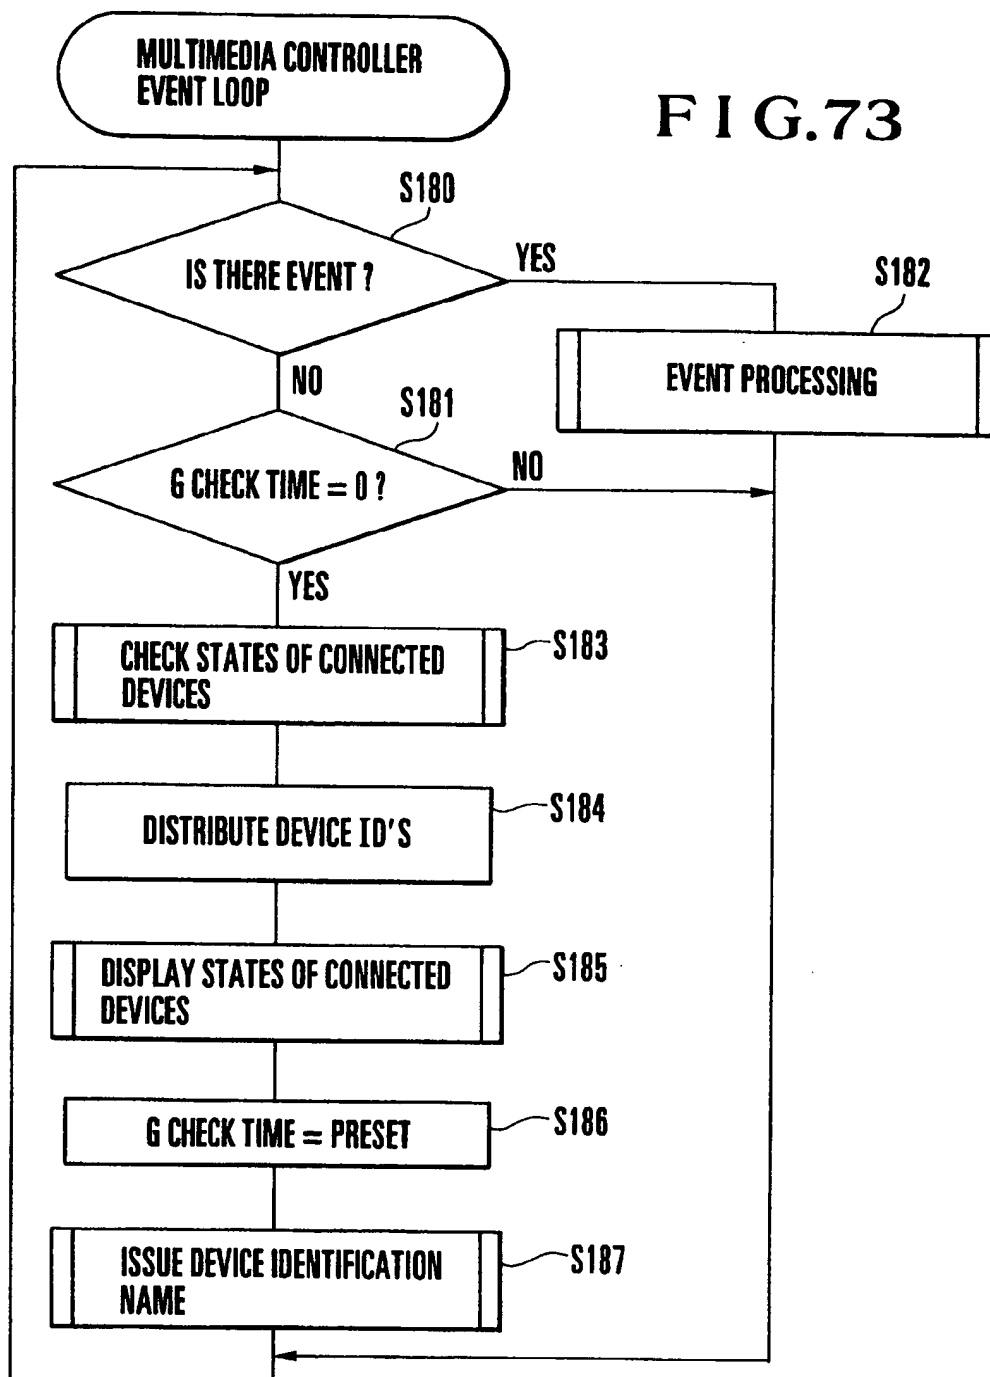 MULTIMEDIA CONTROLLER
EVENT LOOP
FIG.73
S180
IS THERE EVENT ?
YES
S182
EVENT PROCESSING
NO
S181
G CHECK TIME = 0 ?
NO
YES
CHECK STATES OF CONNECTED
DEVICES
S183
DISTRIBUTE DEVICE ID'S
S184
DISPLAY STATES OF CONNECTED
DEVICES
S185
G CHECK TIME = PRESET
S186
ISSUE DEVICE IDENTIFICATION
NAME
S187